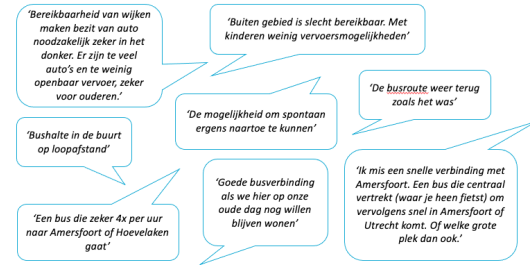 'Bereikbaarheid van wijken
maken bezit van auto
noodzakelijk zeker in het
donker. Er zijn te veel
auto's en te weinig
openbaar vervoer, zeker
voor ouderen.'
'Buiten gebied is slecht bereikbaar. Met
kinderen weinig vervoersmogelijkheden'
'De busroute weer terug
zoals het was'
'De mogelijkheid om spontaan
ergens naartoe te kunnen'
'Bushalte in de buurt
op loopafstand'
'Goede busverbinding
als we hier op onze
oude dag nog willen
blijven wonen'
'Ik mis een snelle verbinding met
Amersfoort. Een bus die centraal
vertrekt (waar je heen fietst) om
vervolgens snel in Amersfoort of
Utrecht komt. Of welke grote
plek dan ook.'
'Een bus die zeker 4x per uur
naar Amersfoort of Hoevelaken
gaat'